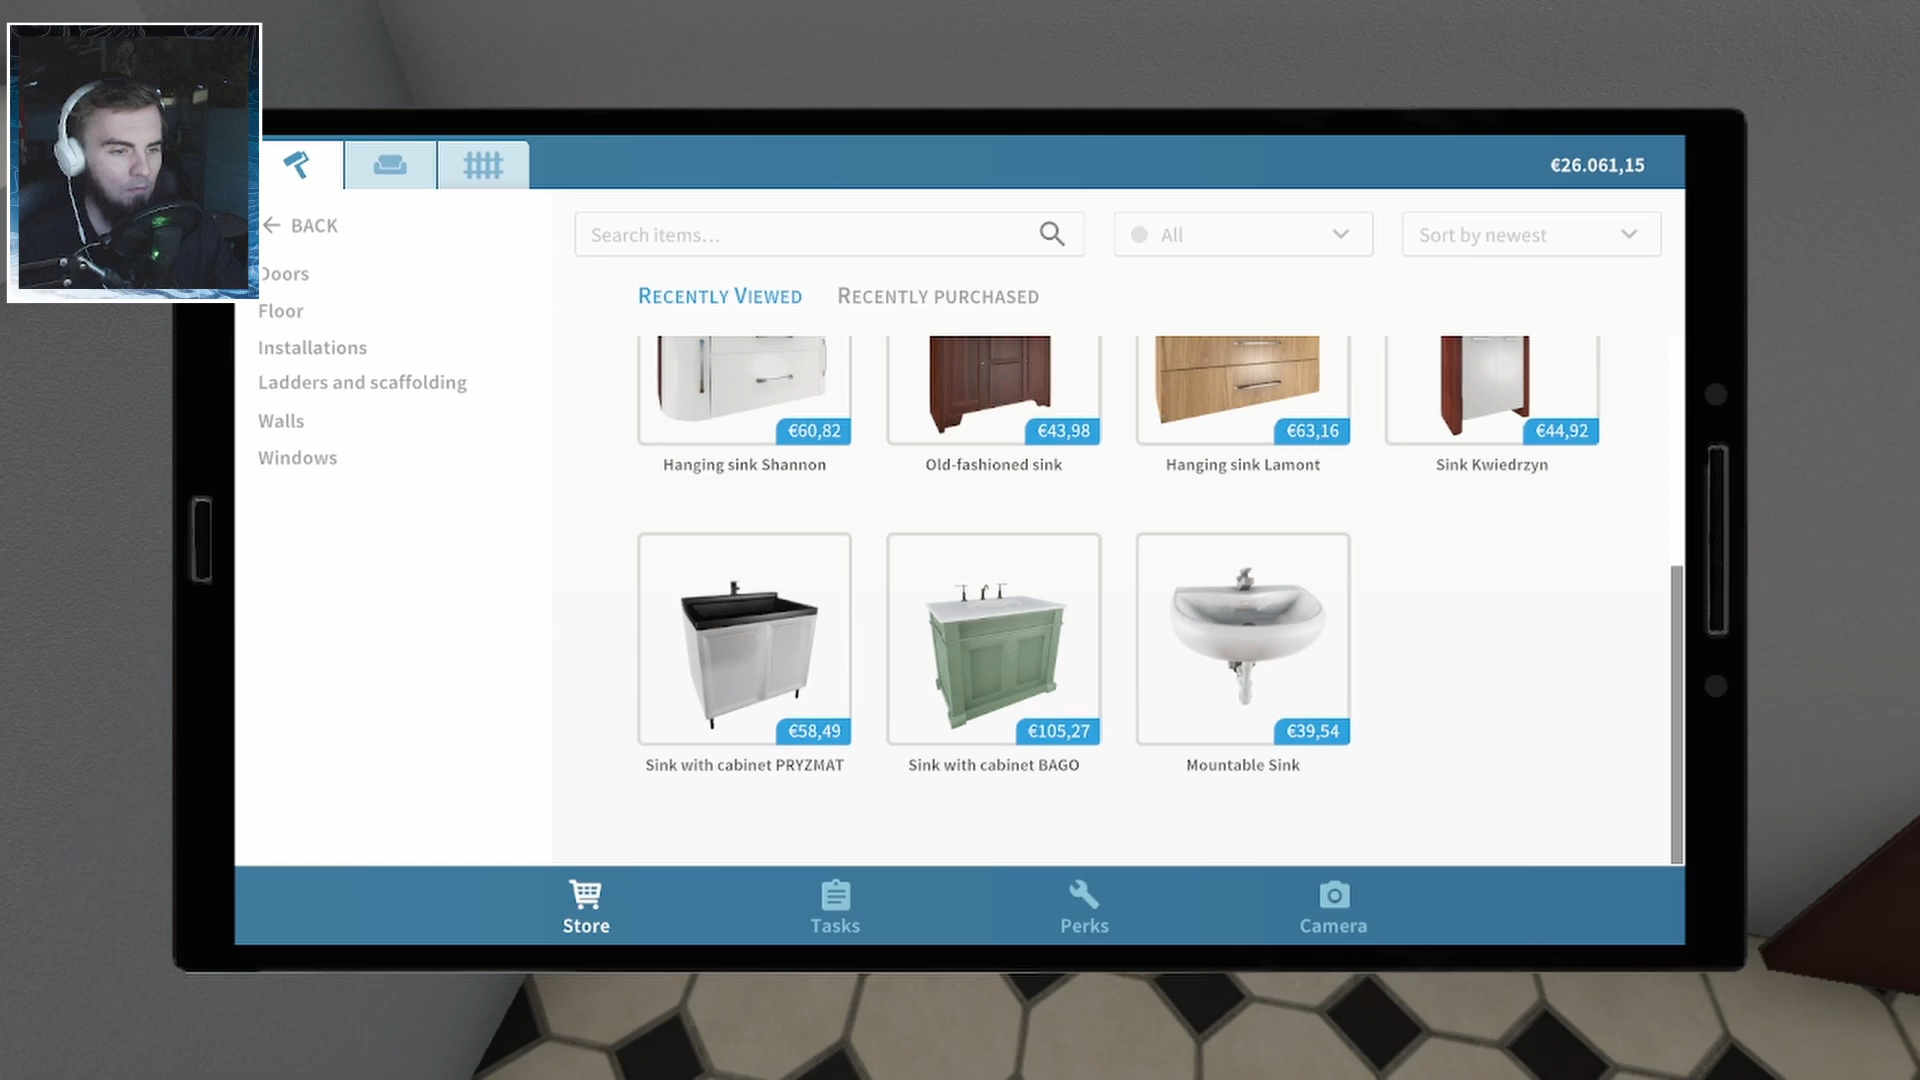 €26.061,15
BACK
Search items...
All
Sort by newest
Doors
Floor
Installations
Ladders and scaffolding
Walls
Windows
RECENTLY VIEWED
RECENTLY PURCHASED
€60,82
€43,98
€63,16
€44,92
Hanging sink Shannon
Old-fashioned sink
Hanging sink Lamont
Sink Kwiedrzyn
€58,49
€105,27
€39,54
Sink with cabinet PRYZMAT
Sink with cabinet BAGO
Mountable Sink
Store
Tasks
Perks
Camera